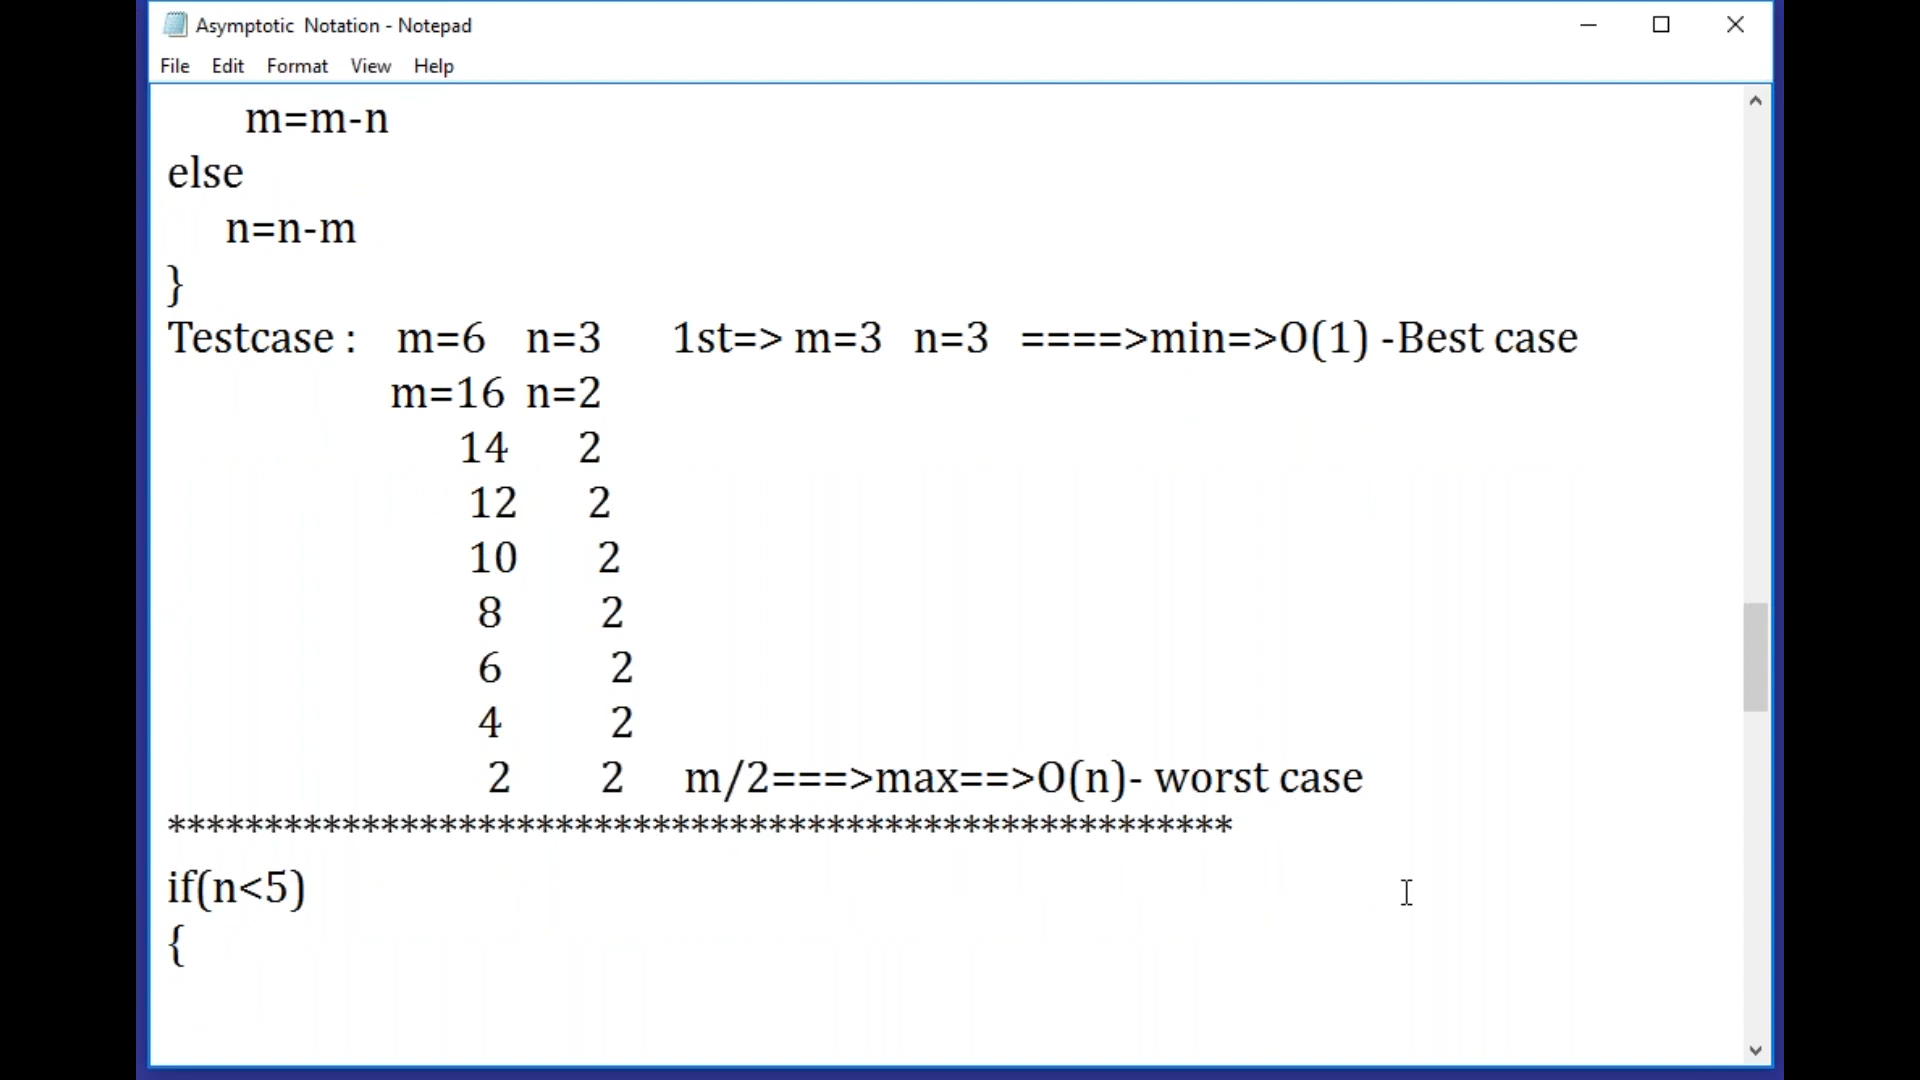 Asymptotic  Notation - Notepad
File Edit Format View Help
m=m-n
else
n=n-m
}
Testcase :   m=6   n=3      1st=> m=3   n=3   ====>min=>O(1) -Best case
m=16  n=2
14 2
12 2
10 2
8 2
6 2
4 2
2 2 m/2===>max==>O(n)- worst case
*******************************************************
if(n<5)
{